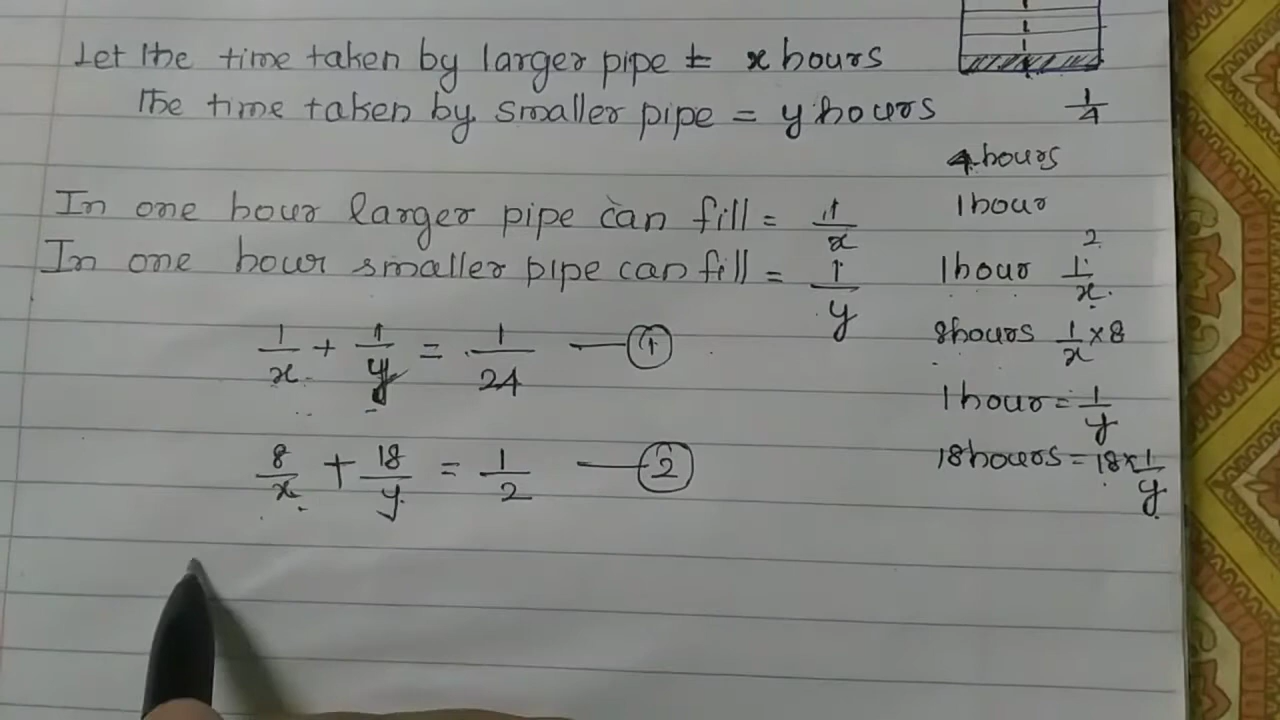 Let the time taken by larger pipe = x hours
The time taken by smaller pipe = y hours
1/4
4 hours
In one hour larger pipe can fill = 1/x
1 hour
In one hour smaller pipe can fill = 1/y
2
1 hour 1/x
1/x + 1/y = 1/24 — ①
8 hours 1/x × 8
1 hour = 1/y
8/x + 18/y = 1/2 — ②
18 hours = 18 × 1/y